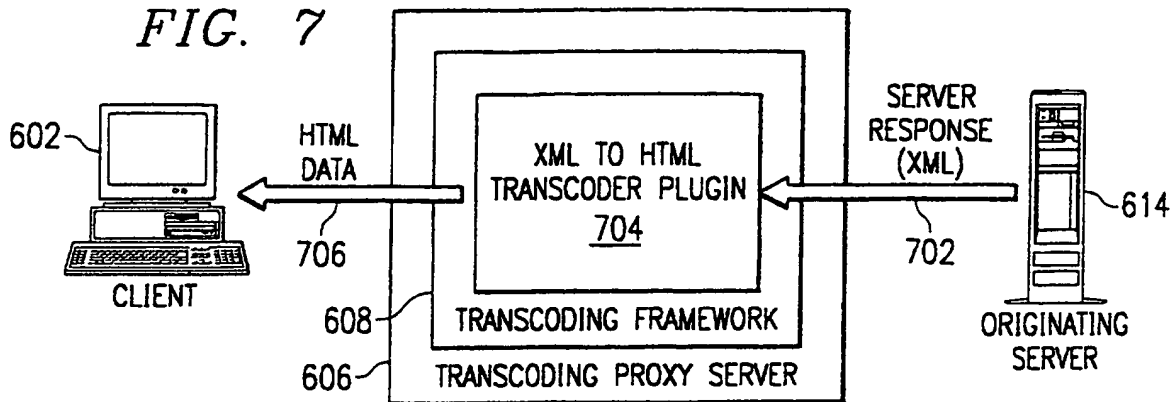 FIG. 7
602
CLIENT
HTML
DATA
706
XML TO HTML
TRANSCODER PLUGIN
704
608
TRANSCODING FRAMEWORK
606
TRANSCODING PROXY SERVER
SERVER
RESPONSE
(XML)
702
614
ORIGINATING
SERVER